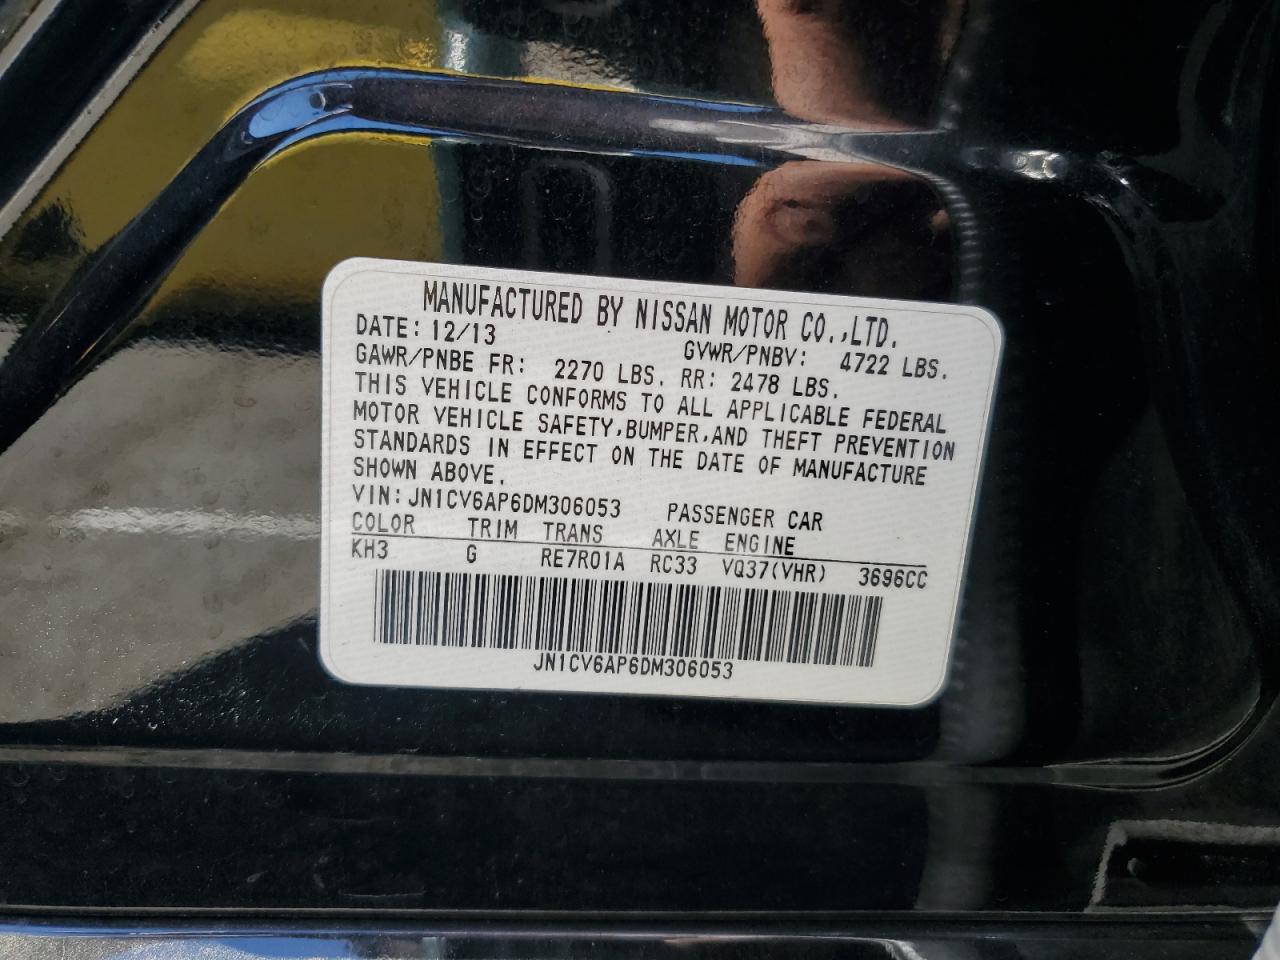 MANUFACTURED BY NISSAN MOTOR CO.,LTD.
DATE: 12/13 GVWR/PNBV: 4722 LBS.
GAWR/PNBE FR: 2270 LBS. RR: 2478 LBS.
THIS VEHICLE CONFORMS TO ALL APPLICABLE FEDERAL
MOTOR VEHICLE SAFETY,BUMPER,AND THEFT PREVENTION
STANDARDS IN EFFECT ON THE DATE OF MANUFACTURE
SHOWN ABOVE.
VIN: JN1CV6AP6DM306053 PASSENGER CAR
COLOR TRIM TRANS AXLE ENGINE
KH3 G RE7R01A RC33 VQ37(VHR) 3696CC
JN1CV6AP6DM306053